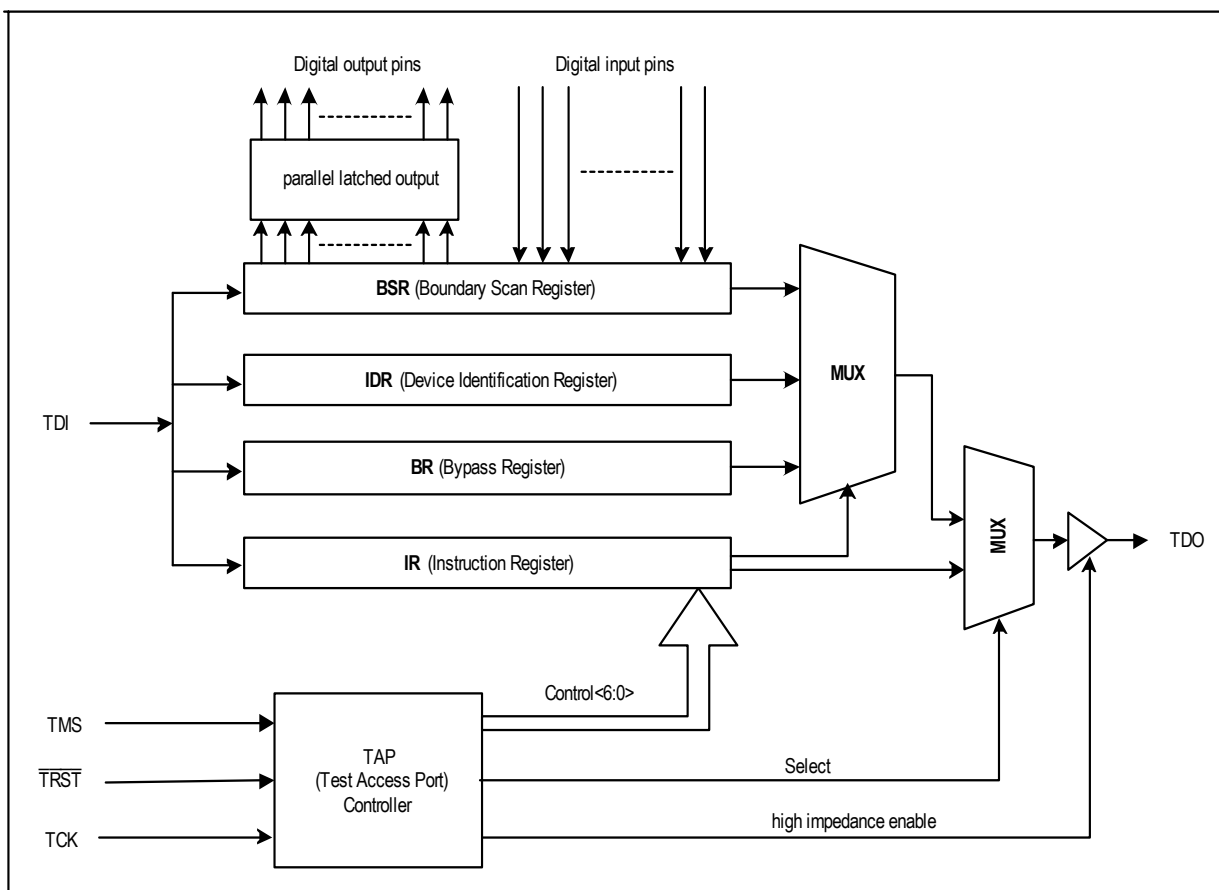 Digital output pins
Digital input pins
parallel latched output
BSR (Boundary Scan Register)
IDR (Device Identification Register)
MUX
TDI
BR (Bypass Register)
IR (Instruction Register)
MUX
TDO
Control<6:0>
TMS
TAP
(Test Access Port)
Controller
TRST
Select
TCK
high impedance enable